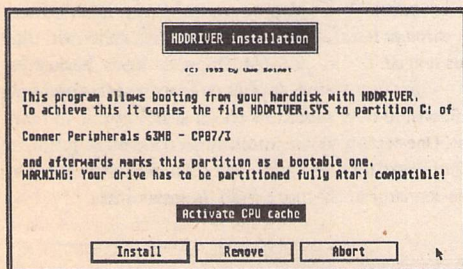 HDDRIVER installation
(c) 1993 by Uwe Seimet
This program allows booting from your harddisk with HDDRIVER.
To achieve this it copies the file HDDRIVER.SYS to partition C: of
Conner Peripherals 63MB - CP87/3
and afterwards marks this partition as a bootable one.
WARNING: Your drive has to be partitioned fully Atari compatible!
Activate CPU cache
Install Remove Abort